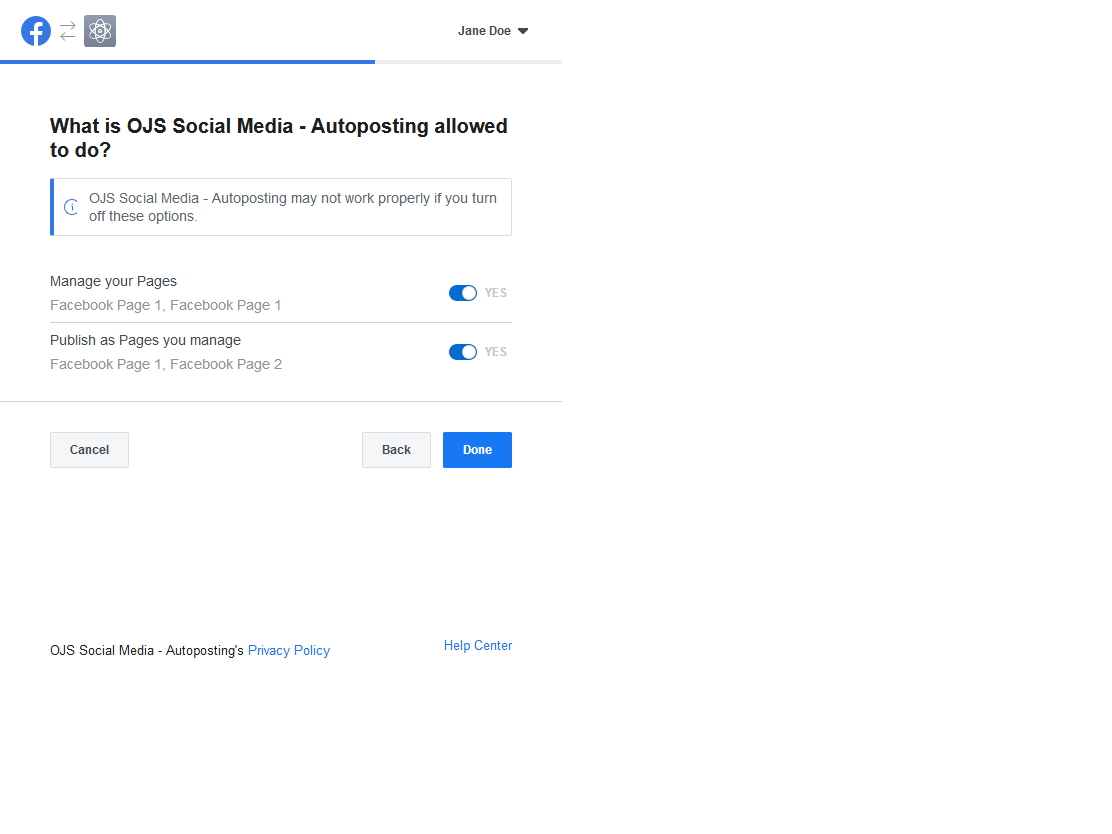 Jane Doe
What is OJS Social Media - Autoposting allowed
to do?
OJS Social Media - Autoposting may not work properly if you turn
off these options.
Manage your Pages
YES
Facebook Page 1, Facebook Page 1
Publish as Pages you manage
YES
Facebook Page 1, Facebook Page 2
Cancel
Back
Done
OJS Social Media - Autoposting's Privacy Policy
Help Center